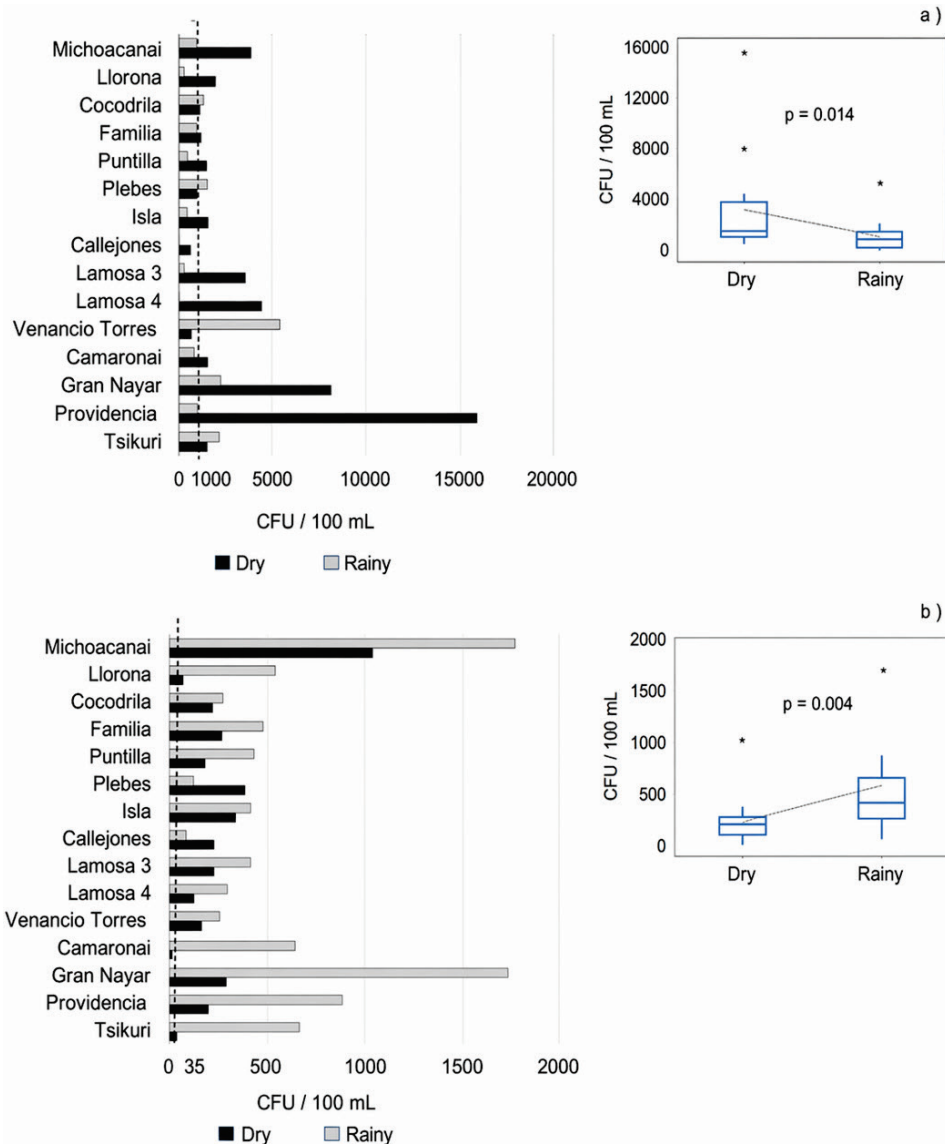 a )
Michoacanai
Llorona
Cocodrila
Familia
Puntilla
Plebes
Isla
Callejones
Lamosa 3
Lamosa 4
Venancio Torres
Camaronai
Gran Nayar
Providencia
Tsikuri
0 1000 5000 10000 15000 20000
CFU / 100 mL
Dry Rainy
CFU / 100 mL
16000
12000
8000
4000
0
p = 0.014
* * *
Dry Rainy
b )
Michoacanai
Llorona
Cocodrila
Familia
Puntilla
Plebes
Isla
Callejones
Lamosa 3
Lamosa 4
Venancio Torres
Camaronai
Gran Nayar
Providencia
Tsikuri
0 35 500 1000 1500 2000
CFU / 100 mL
Dry Rainy
CFU / 100 mL
2000
1500
1000
500
0
p = 0.004
* *
Dry Rainy